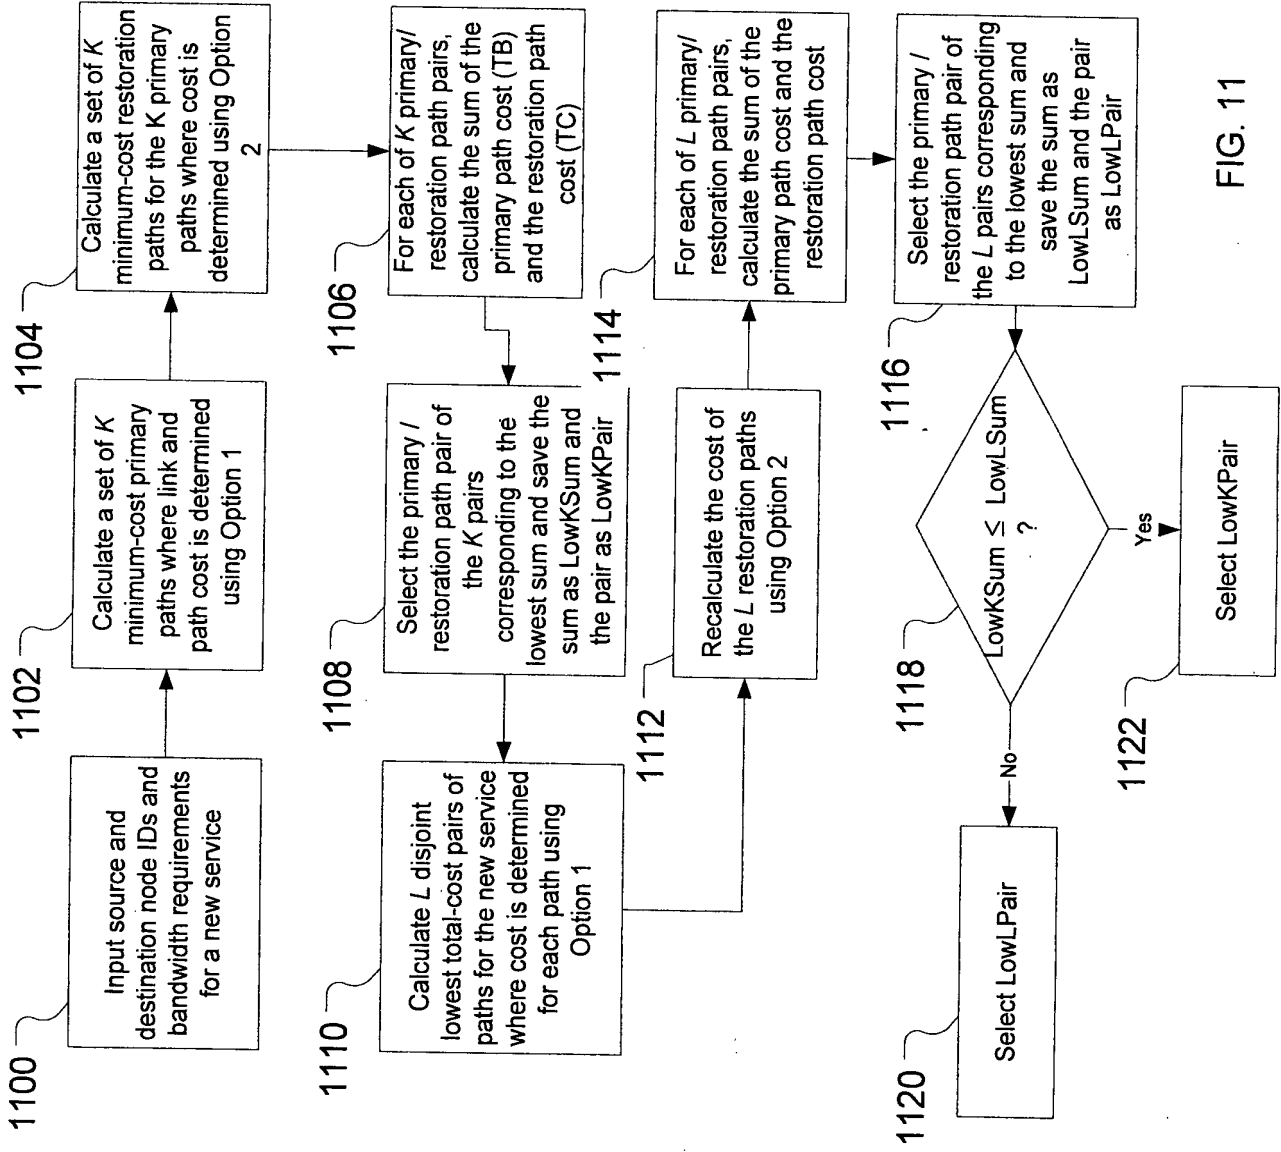 1100
Input source and
destination node IDs and
bandwidth requirements
for a new service
1102
Calculate a set of K
minimum-cost primary
paths where link and
path cost is determined
using Option 1
1104
Calculate a set of K
minimum-cost restoration
paths for the K primary
paths where cost is
determined using Option
2
1106
For each of K primary/
restoration path pairs,
calculate the sum of the
primary path cost (TB)
and the restoration path
cost (TC)
1108
Select the primary /
restoration path pair of
the K pairs
corresponding to the
lowest sum and save the
sum as LowKSum and
the pair as LowKPair
1110
Calculate L disjoint
lowest total-cost pairs of
paths for the new service
where cost is determined
for each path using
Option 1
1112
Recalculate the cost of
the L restoration paths
using Option 2
1114
For each of L primary/
restoration path pairs,
calculate the sum of the
primary path cost and the
restoration path cost
1116
Select the primary /
restoration path pair of
the L pairs corresponding
to the lowest sum and
save the sum as
LowLSum and the pair
as LowLPair
1118
LowKSum ≤ LowLSum
?
No
Yes
1120
Select LowLPair
1122
Select LowKPair
FIG. 11